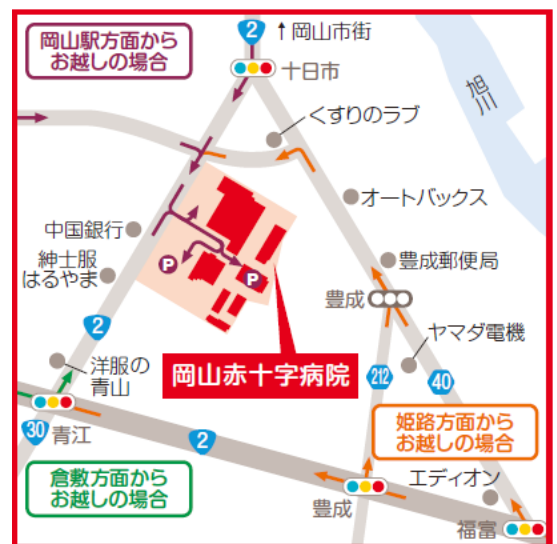 岡山駅方面から
お越しの場合
2
↑岡山市街
十日市
旭川
くすりのラブ
オートバックス
中国銀行
紳士服
はるやま
豊成郵便局
P
P
豊成
2
ヤマダ電機
洋服の
青山
岡山赤十字病院
212
40
30
青江
2
姫路方面から
お越しの場合
倉敷方面から
お越しの場合
エディオン
豊成
福富